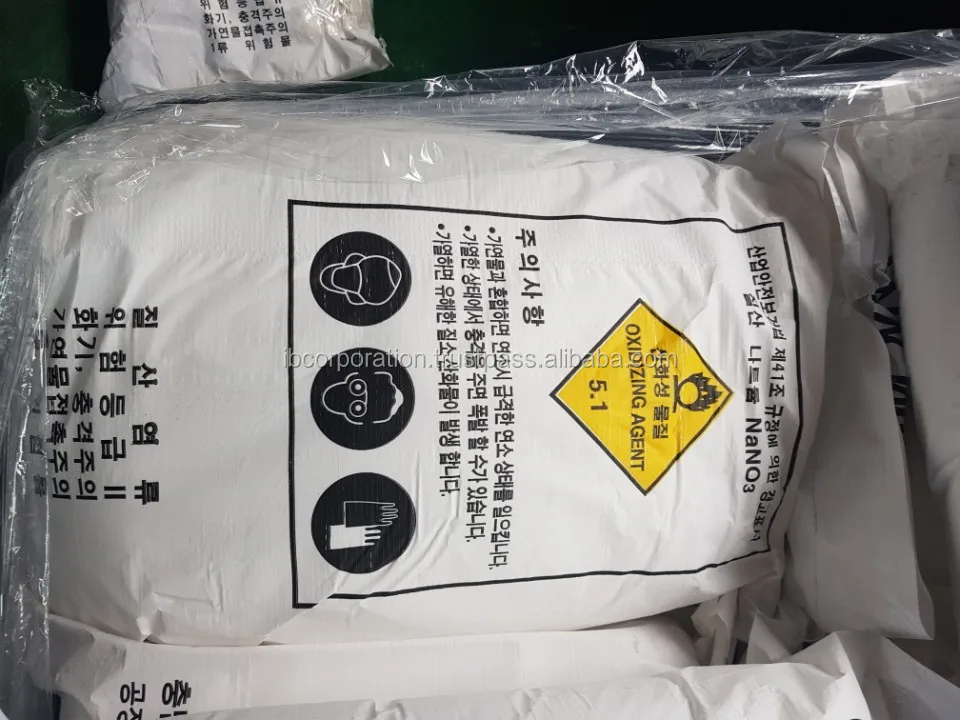 산업안전보건법 제41조 규정에 의한 경고표시
질산 나트륨 NaNO₃
산화성 물질
OXIDIZING AGENT
5.1
주의사항
•가연물과 혼합하면 연소시 급격한 연소 상태를 일으킵니다.
•가열한 상태에서 충격을 주면 폭발 할 수가 있습니다.
•가열하면 유해한 질소산화물이 발생 합니다.
질산염류
위험등급 II
화기, 충격주의
가연물접촉주의
ibcorporation.trustpass.alibaba.com